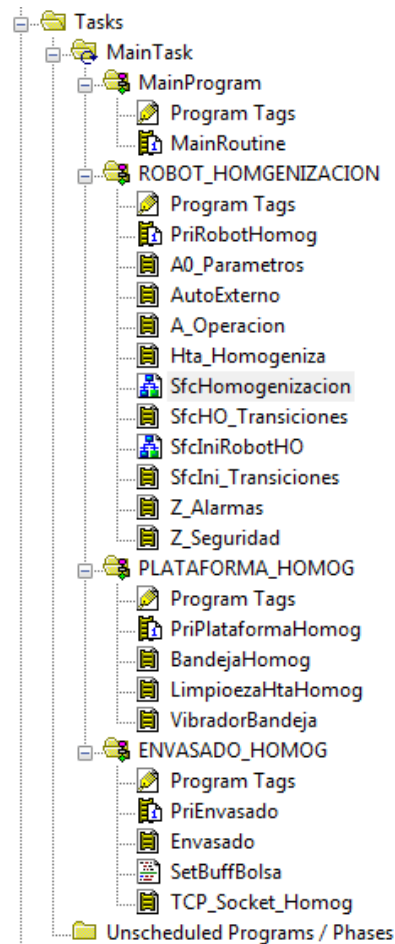 Tasks
MainTask
MainProgram
Program Tags
MainRoutine
ROBOT_HOMGENIZACION
Program Tags
PriRobotHomog
A0_Parametros
AutoExterno
A_Operacion
Hta_Homogeniza
SfcHomogenizacion
SfcHO_Transiciones
SfcIniRobotHO
SfcIni_Transiciones
Z_Alarmas
Z_Seguridad
PLATAFORMA_HOMOG
Program Tags
PriPlataformaHomog
BandejaHomog
LimpioezaHtaHomog
VibradorBandeja
ENVASADO_HOMOG
Program Tags
PriEnvasado
Envasado
SetBuffBolsa
TCP_Socket_Homog
Unscheduled Programs / Phases